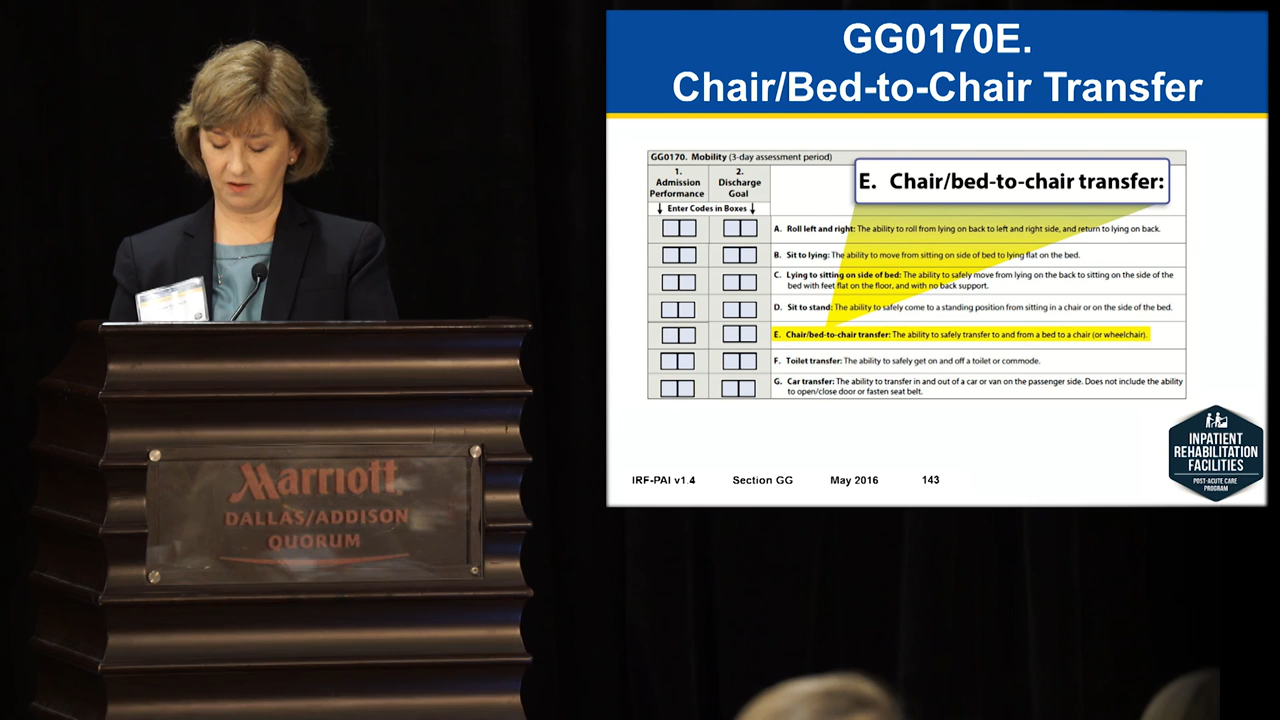 GG0170E.
Chair/Bed-to-Chair Transfer
GG0170. Mobility (3-day assessment period)
1.
Admission
Performance
2.
Discharge
Goal
↓ Enter Codes in Boxes ↓
E. Chair/bed-to-chair transfer:
A. Roll left and right: The ability to roll from lying on back to left and right side, and return to lying on back.
B. Sit to lying: The ability to move from sitting on side of bed to lying flat on the bed.
C. Lying to sitting on side of bed: The ability to safely move from lying on the back to sitting on the side of the
bed with feet flat on the floor, and with no back support.
D. Sit to stand: The ability to safely come to a standing position from sitting in a chair or on the side of the bed.
E. Chair/bed-to-chair transfer: The ability to safely transfer to and from a bed to a chair (or wheelchair).
F. Toilet transfer: The ability to safely get on and off a toilet or commode.
G. Car transfer: The ability to transfer in and out of a car or van on the passenger side. Does not include the ability
to open/close door or fasten seat belt.
INPATIENT
REHABILITATION
FACILITIES
POST-ACUTE CARE
PROGRAM
IRF-PAI v1.4 Section GG May 2016 143
Marriott
DALLAS/ADDISON
QUORUM